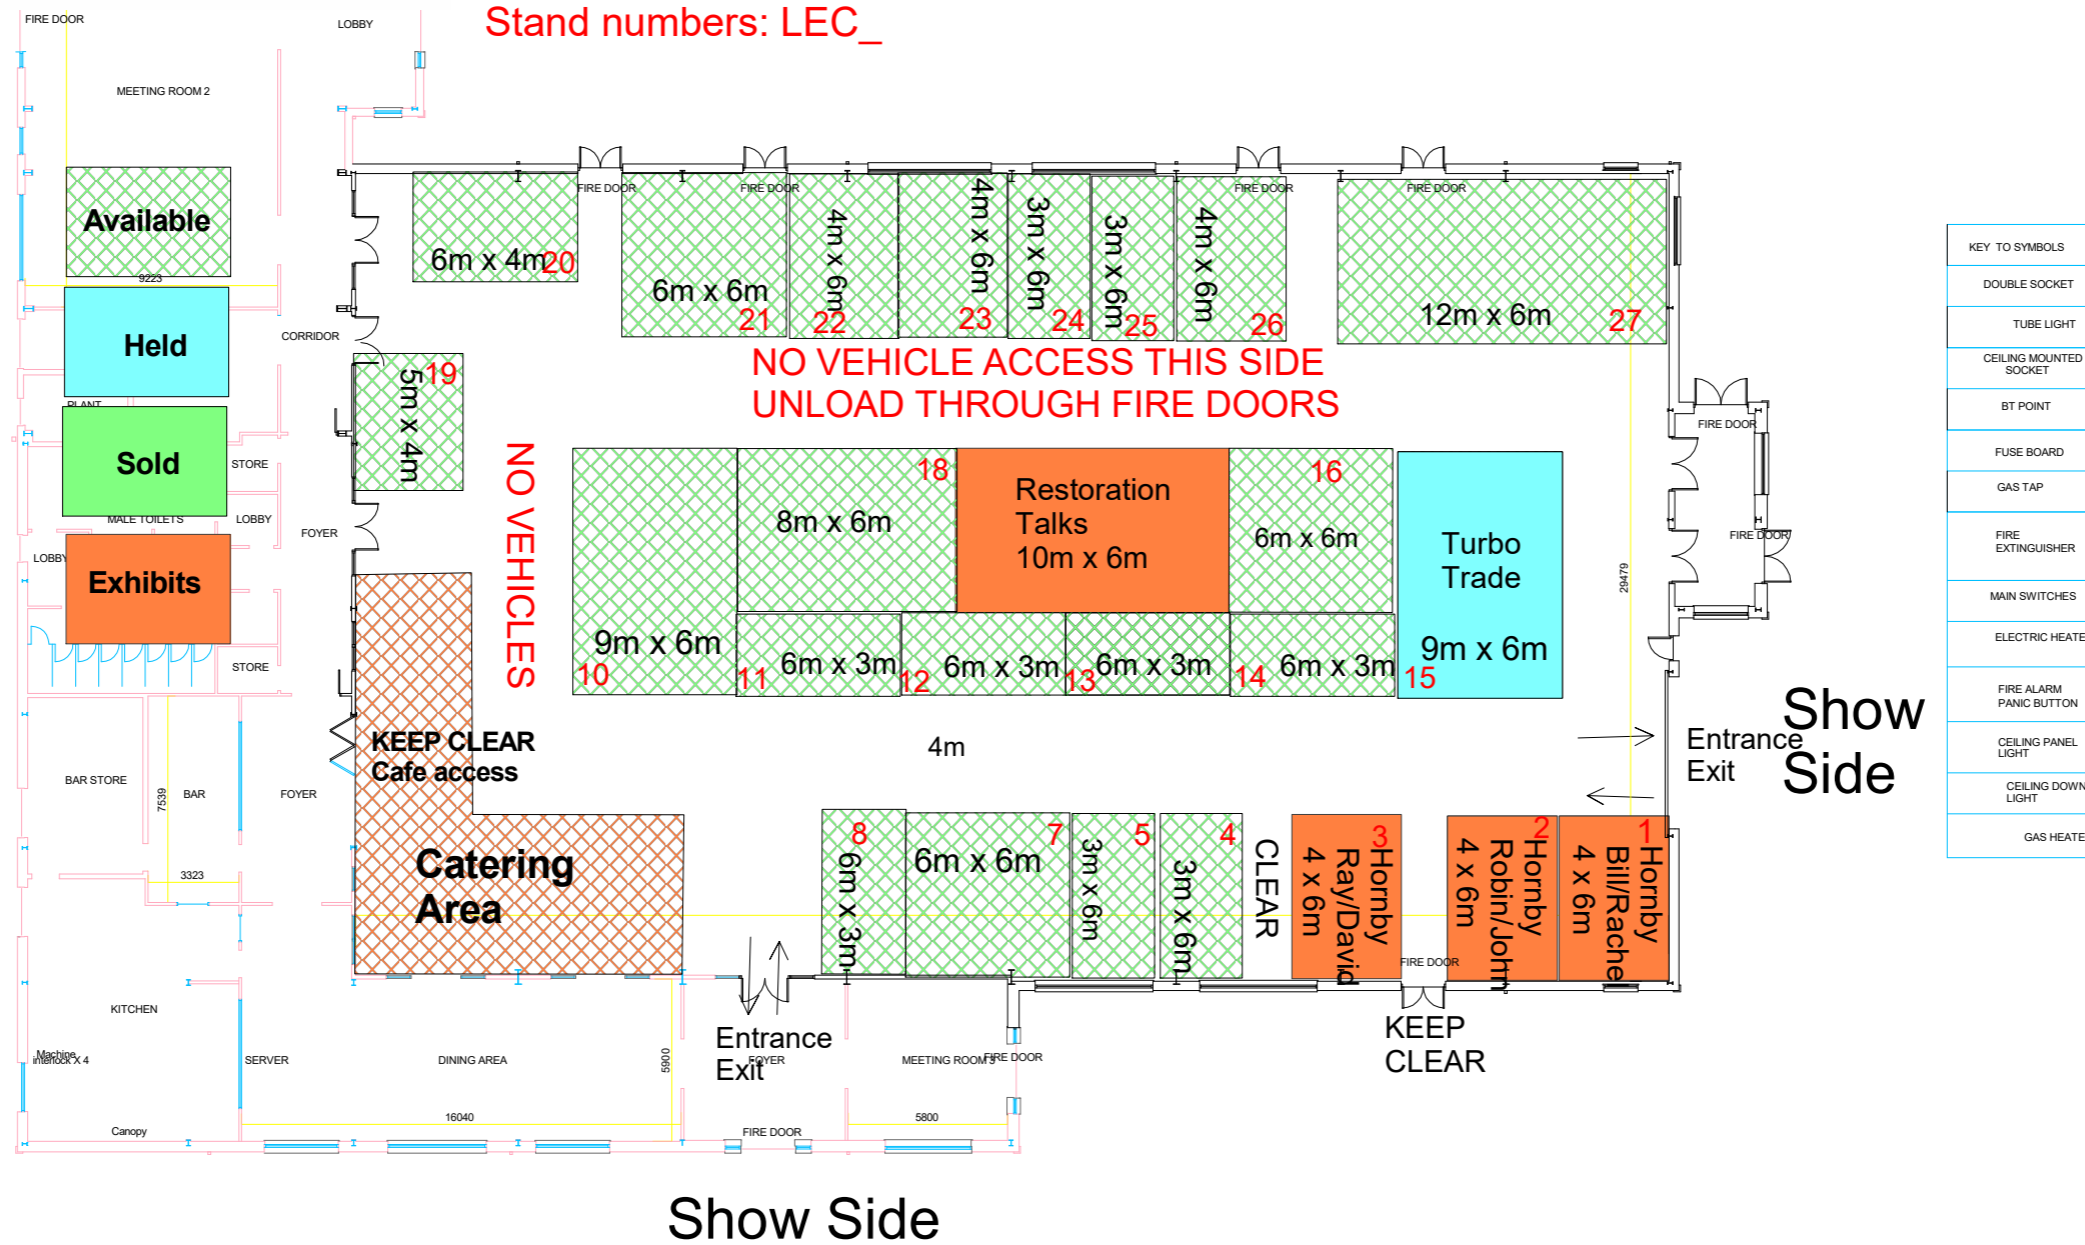 Stand numbers: LEC_
FIRE DOOR
LOBBY
MEETING ROOM 2
Available
9223
Held
CORRIDOR
PLANT
Sold
STORE
MALE TOILETS
LOBBY
FOYER
LOBBY
Exhibits
STORE
BAR STORE
7539
BAR
FOYER
3323
KITCHEN
Machine
interlock X 4
SERVER
DINING AREA
5900
16040
Canopy
FIRE DOOR
FIRE DOOR
FIRE DOOR
FIRE DOOR
6m x 4m
20
6m x 6m
21
4m x 6m
22
4m x 6m
23
3m x 6m
24
3m x 6m
25
4m x 6m
26
12m x 6m
27
NO VEHICLE ACCESS THIS SIDE
UNLOAD THROUGH FIRE DOORS
19
5m x 4m
NO VEHICLES
9m x 6m
10
8m x 6m
18
Restoration
Talks
10m x 6m
16
6m x 6m
Turbo
Trade
9m x 6m
15
11
6m x 3m
12
6m x 3m
13
6m x 3m
14
6m x 3m
29479
FIRE DOOR
FIRE DOOR
KEEP CLEAR
Cafe access
4m
Entrance
Exit
Show
Side
Catering
Area
8
6m x 3m
7
6m x 6m
5
3m x 6m
4
3m x 6m
CLEAR
3
Hornby
Ray/David
4 x 6m
2
Hornby
Robin/John
4 x 6m
1
Hornby
Bill/Rachel
4 x 6m
FIRE DOOR
KEEP
CLEAR
Entrance
Exit
FOYER
MEETING ROOM 3
FIRE DOOR
5800
FIRE DOOR
Show Side
KEY TO SYMBOLS
DOUBLE SOCKET
TUBE LIGHT
CEILING MOUNTED
SOCKET
BT POINT
FUSE BOARD
GAS TAP
FIRE
EXTINGUISHER
MAIN SWITCHES
ELECTRIC HEATE
FIRE ALARM
PANIC BUTTON
CEILING PANEL
LIGHT
CEILING DOWN
LIGHT
GAS HEATE